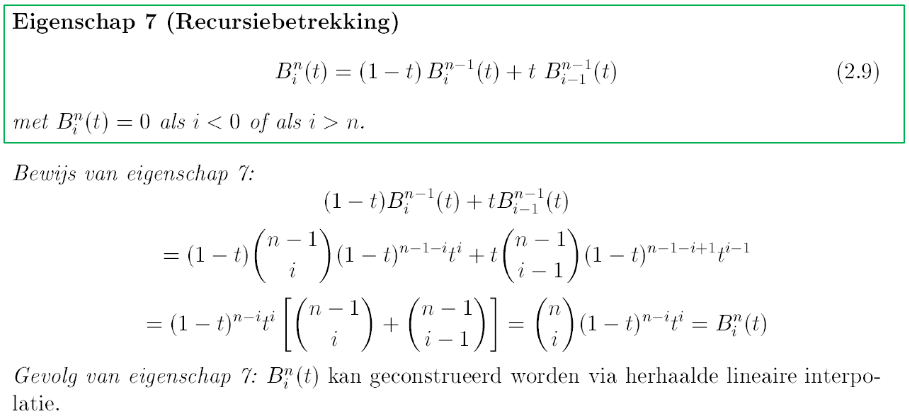 Eigenschap 7 (Recursiebetrekking)
$B_i^n(t) = (1-t)\,B_i^{n-1}(t) + t\ B_{i-1}^{n-1}(t)$ (2.9)
met $B_i^n(t) = 0$ als $i < 0$ of als $i > n$.
Bewijs van eigenschap 7:
$(1-t)B_i^{n-1}(t) + tB_{i-1}^{n-1}(t)$
$= (1-t)\binom{n-1}{i}(1-t)^{n-1-i}t^i + t\binom{n-1}{i-1}(1-t)^{n-1-i+1}t^{i-1}$
$= (1-t)^{n-i}t^i\left[\binom{n-1}{i} + \binom{n-1}{i-1}\right] = \binom{n}{i}(1-t)^{n-i}t^i = B_i^n(t)$
Gevolg van eigenschap 7: $B_i^n(t)$ kan geconstrueerd worden via herhaalde lineaire interpo-
latie.